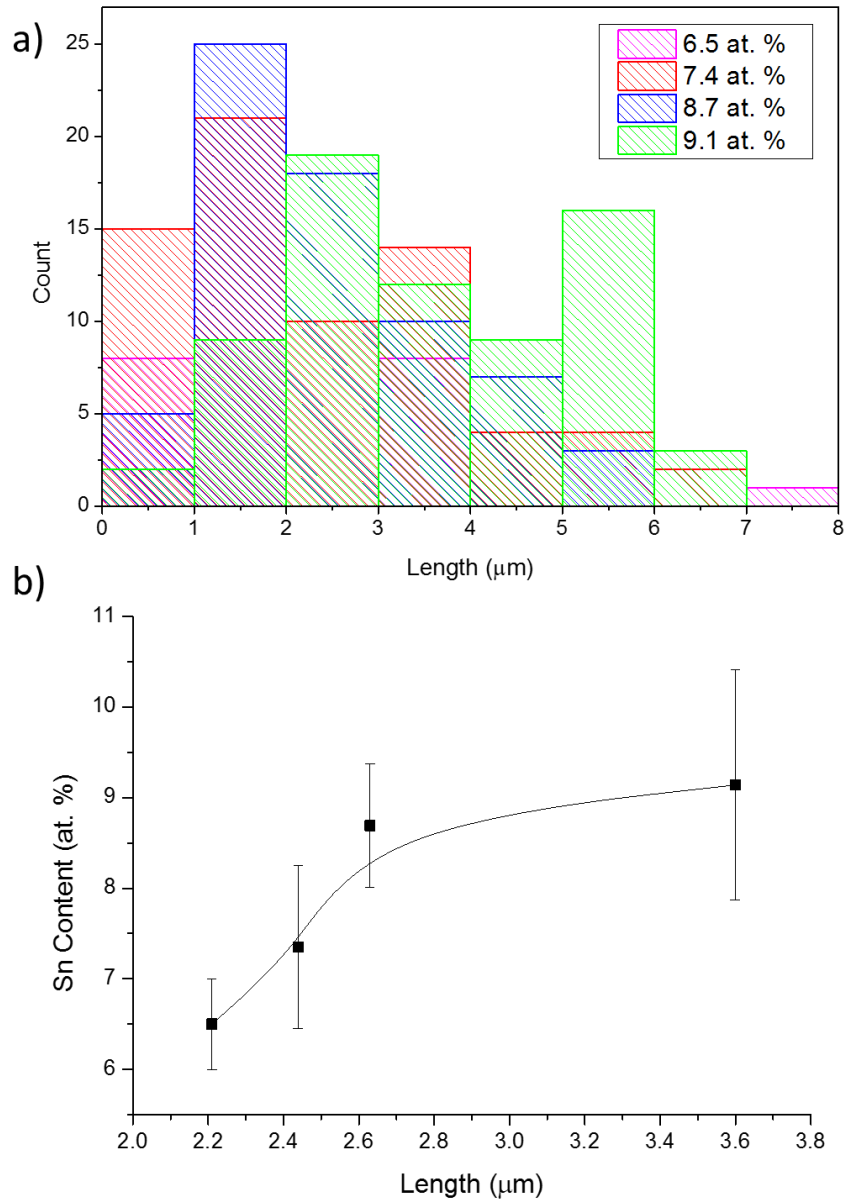 a)
25
20
15
10
5
0
Count
6.5 at. %
7.4 at. %
8.7 at. %
9.1 at. %
0 1 2 3 4 5 6 7 8
Length (μm)
b)
11
10
9
8
7
6
Sn Content (at. %)
2.0 2.2 2.4 2.6 2.8 3.0 3.2 3.4 3.6 3.8
Length (μm)